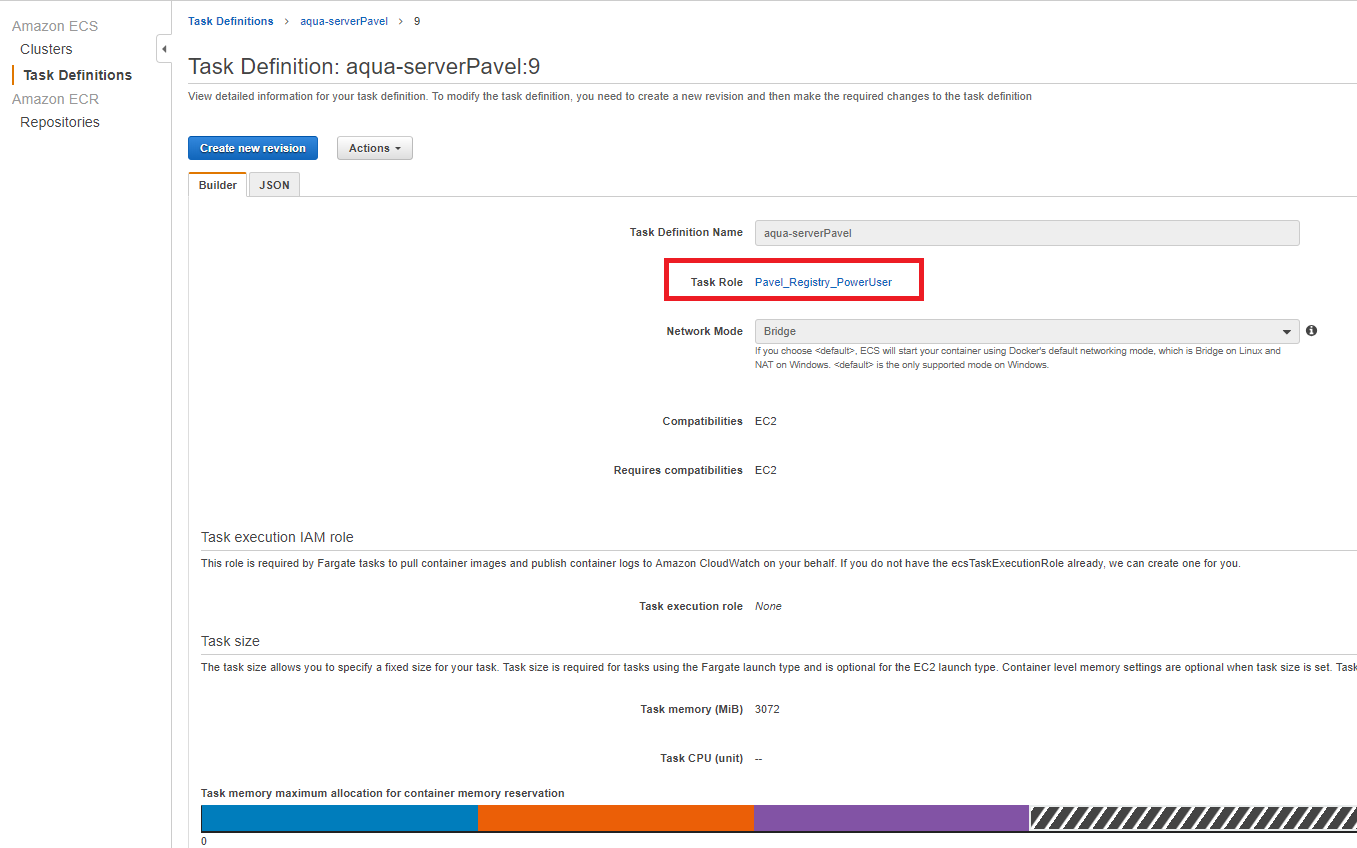 Amazon ECS
Clusters
Task Definitions
Amazon ECR
Repositories
Task Definitions > aqua-serverPavel > 9
Task Definition: aqua-serverPavel:9
View detailed information for your task definition. To modify the task definition, you need to create a new revision and then make the required changes to the task definition
Create new revision Actions
Builder JSON
Task Definition Name aqua-serverPavel
Task Role Pavel_Registry_PowerUser
Network Mode Bridge
If you choose <default>, ECS will start your container using Docker's default networking mode, which is Bridge on Linux and
NAT on Windows. <default> is the only supported mode on Windows.
Compatibilities EC2
Requires compatibilities EC2
Task execution IAM role
This role is required by Fargate tasks to pull container images and publish container logs to Amazon CloudWatch on your behalf. If you do not have the ecsTaskExecutionRole already, we can create one for you.
Task execution role None
Task size
The task size allows you to specify a fixed size for your task. Task size is required for tasks using the Fargate launch type and is optional for the EC2 launch type. Container level memory settings are optional when task size is set. Task
Task memory (MiB) 3072
Task CPU (unit) --
Task memory maximum allocation for container memory reservation
0